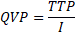 QVP = TTP / I